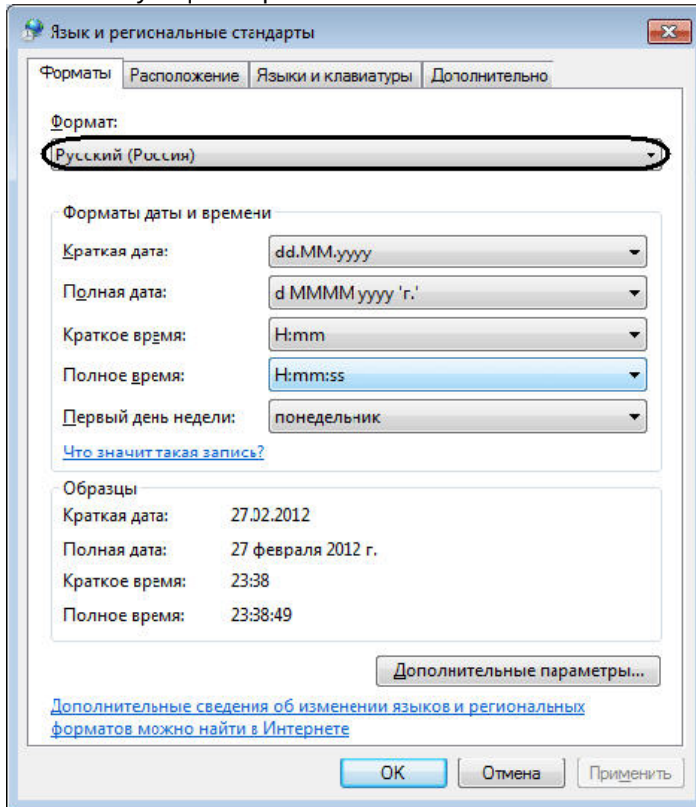 Язык и региональные стандарты
Форматы Расположение Языки и клавиатуры Дополнительно
Формат:
Русский (Россия)
Форматы даты и времени
Краткая дата: dd.MM.yyyy
Полная дата: d MMMM yyyy 'г.'
Краткое время: H:mm
Полное время: H:mm:ss
Первый день недели: понедельник
Что значит такая запись?
Образцы
Краткая дата: 27.02.2012
Полная дата: 27 февраля 2012 г.
Краткое время: 23:38
Полное время: 23:38:49
Дополнительные параметры...
Дополнительные сведения об изменении языков и региональных
форматов можно найти в Интернете
OK Отмена Применить